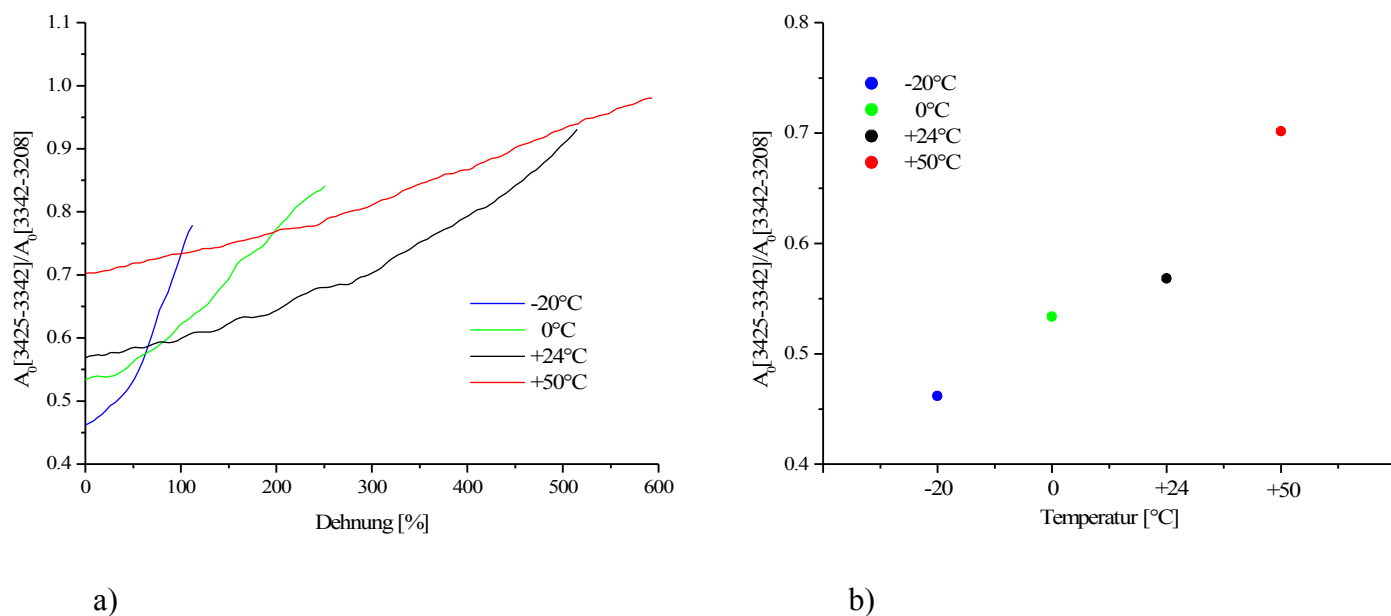 1.1
1.0
0.9
0.8
0.7
0.6
0.5
0.4
A₀[3425-3342]/A₀[3342-3208]
0 100 200 300 400 500 600
Dehnung [%]
-20°C
0°C
+24°C
+50°C
a)
0.8
0.7
0.6
0.5
0.4
A₀[3425-3342]/A₀[3342-3208]
-20°C
0°C
+24°C
+50°C
-20 0 +24 +50
Temperatur [°C]
b)